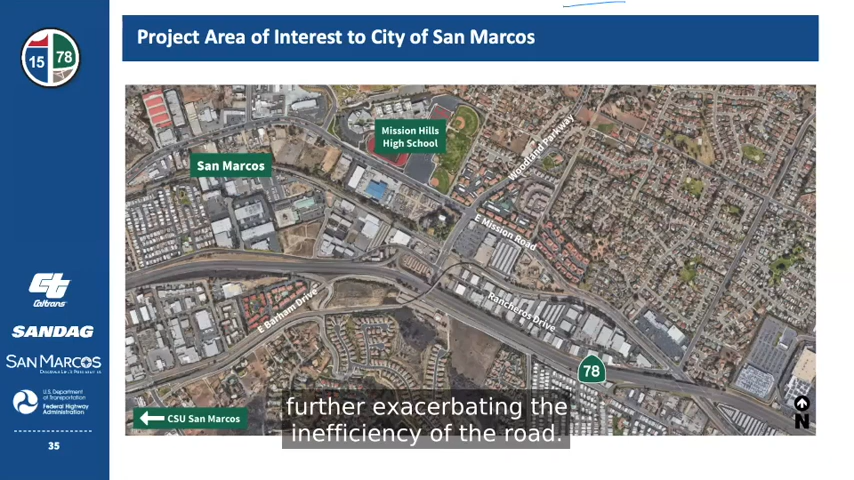 Project Area of Interest to City of San Marcos
15
78
Mission Hills
High School
Woodland Parkway
San Marcos
E Mission Road
Rancheros Drive
E Barham Drive
78
CSU San Marcos
N
ct
Caltrans
SANDAG
SAN MARCOS
U.S. Department
of Transportation
Federal Highway
Administration
35
further exacerbating the
inefficiency of the road.